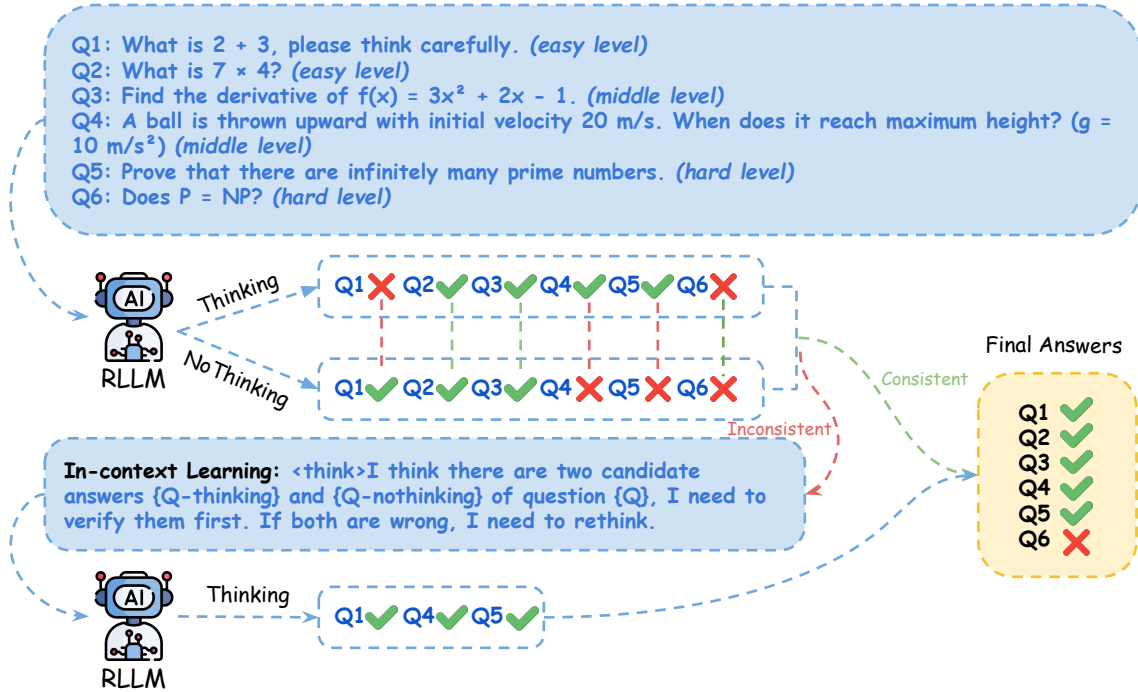 Q1: What is 2 + 3, please think carefully. (easy level)
Q2: What is 7 × 4? (easy level)
Q3: Find the derivative of f(x) = 3x² + 2x - 1. (middle level)
Q4: A ball is thrown upward with initial velocity 20 m/s. When does it reach maximum height? (g =
10 m/s²) (middle level)
Q5: Prove that there are infinitely many prime numbers. (hard level)
Q6: Does P = NP? (hard level)
AI
RLLM
Thinking
NoThinking
Q1 Q2 Q3 Q4 Q5 Q6
Q1 Q2 Q3 Q4 Q5 Q6
Consistent
Inconsistent
Final Answers
Q1
Q2
Q3
Q4
Q5
Q6
In-context Learning: <think>I think there are two candidate
answers {Q-thinking} and {Q-nothinking} of question {Q}, I need to
verify them first. If both are wrong, I need to rethink.
AI
RLLM
Thinking
Q1 Q4 Q5